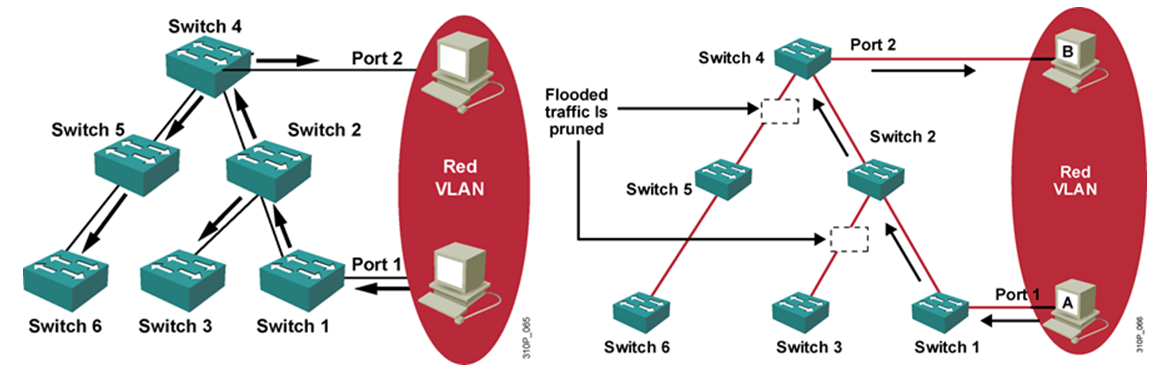 Switch 4
Port 2
Switch 5
Switch 2
Red
VLAN
Port 1
Switch 6
Switch 3
Switch 1
310P_065
Port 2
Switch 4
B
Flooded
traffic Is
pruned
Switch 2
Switch 5
Red
VLAN
Port 1
A
Switch 6
Switch 3
Switch 1
310P_066